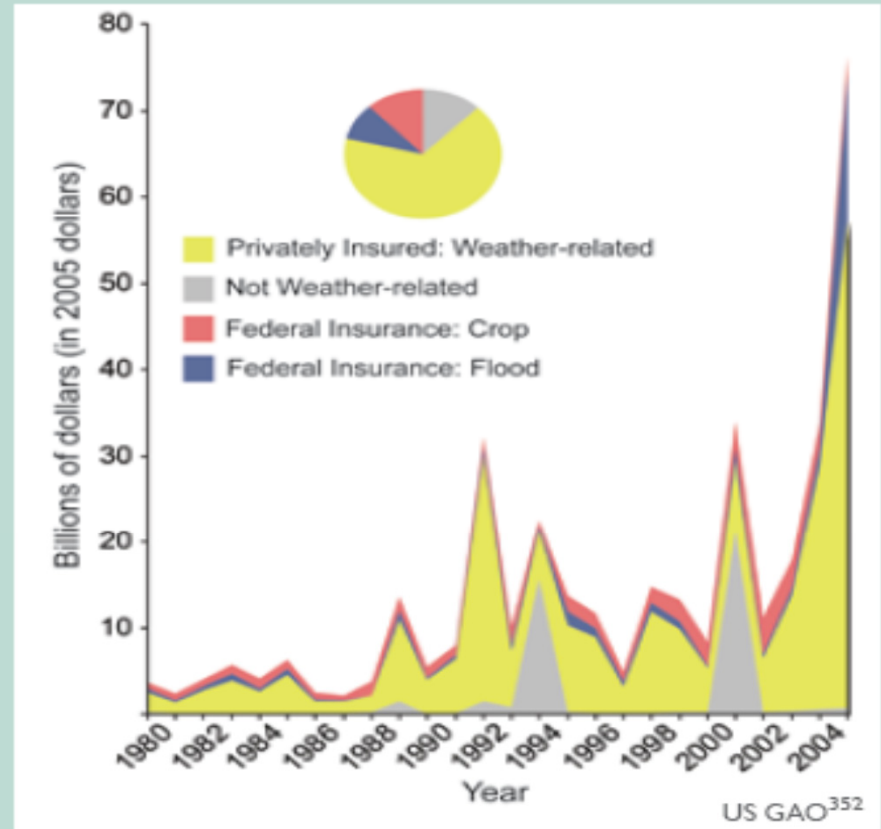 80
70
60
50
40
30
20
10
Billions of dollars (in 2005 dollars)
Privately Insured: Weather-related
Not Weather-related
Federal Insurance: Crop
Federal Insurance: Flood
1980 1982 1984 1986 1988 1990 1992 1994 1996 1998 2000 2002 2004
Year
US GAO352